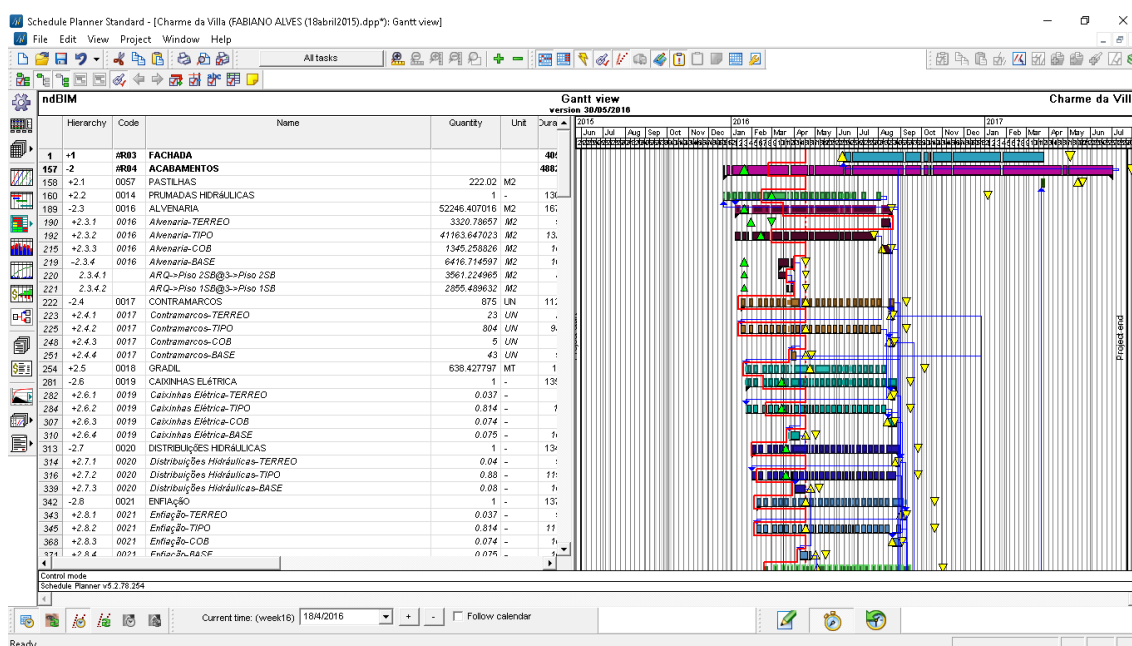 Schedule Planner Standard - [Charme da Villa (FABIANO ALVES (18abril2015).dpp*): Gantt view]
File Edit View Project Window Help
All tasks
ndBIM Gantt view Charme da Vill
version 30/05/2016
Hierarchy Code Name Quantity Unit Dura 2015 2016 2017
Jun Jul Aug Sep Oct Nov Dec Jan Feb Mar Apr May Jun Jul Aug Sep Oct Nov Dec Jan Feb Mar Apr May Jun Jul
1 +1 #R03 FACHADA
157 -2 #R04 ACABAMENTOS
158 +2.1 0057 PASTILHAS 222.02 M2
160 +2.2 0014 PRUMADAS HIDRáULICAS 1 -
189 -2.3 0016 ALVENARIA 52246.407016 M2
190 +2.3.1 0016 Alvenaria-TERREO 3320.78657 M2
192 +2.3.2 0016 Alvenaria-TIPO 41163.647023 M2
215 +2.3.3 0016 Alvenaria-COB 1345.258826 M2
219 -2.3.4 0016 Alvenaria-BASE 6416.714597 M2
220 2.3.4.1 ARQ->Piso 2SB@3->Piso 2SB 3561.224965 M2
221 2.3.4.2 ARQ->Piso 1SB@3->Piso 1SB 2855.489632 M2
222 -2.4 0017 CONTRAMARCOS 875 UN
223 +2.4.1 0017 Contramarcos-TERREO 23 UN
225 +2.4.2 0017 Contramarcos-TIPO 804 UN
248 +2.4.3 0017 Contramarcos-COB 5 UN
251 +2.4.4 0017 Contramarcos-BASE 43 UN
254 +2.5 0018 GRADIL 638.427797 MT
281 -2.6 0019 CAIXINHAS ELéTRICA 1 -
282 +2.6.1 0019 Caixinhas Elétrica-TERREO 0.037 -
284 +2.6.2 0019 Caixinhas Elétrica-TIPO 0.814 -
307 +2.6.3 0019 Caixinhas Elétrica-COB 0.074 -
310 +2.6.4 0019 Caixinhas Elétrica-BASE 0.075 -
313 -2.7 0020 DISTRIBUIçÕES HIDRáULICAS 1 -
314 +2.7.1 0020 Distribuições Hidráulicas-TERREO 0.04 -
316 +2.7.2 0020 Distribuições Hidráulicas-TIPO 0.88 -
339 +2.7.3 0020 Distribuições Hidráulicas-BASE 0.08 -
342 -2.8 0021 ENFIAçÃO 1 -
343 +2.8.1 0021 Enfiação-TERREO 0.037 -
345 +2.8.2 0021 Enfiação-TIPO 0.814 -
368 +2.8.3 0021 Enfiação-COB 0.074 -
371 +2.8.4 0021 Enfiação-BASE 0.075 -
Project end
Control mode
Schedule Planner v5.2.78.254
Current time: (week16) 18/4/2016 + - Follow calendar
Ready